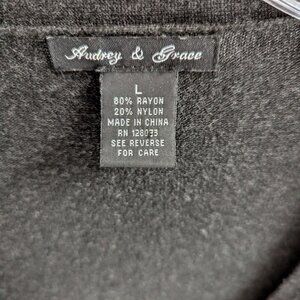 Audrey & Grace
L
80% RAYON
20% NYLON
MADE IN CHINA
RN 128033
SEE REVERSE
FOR CARE